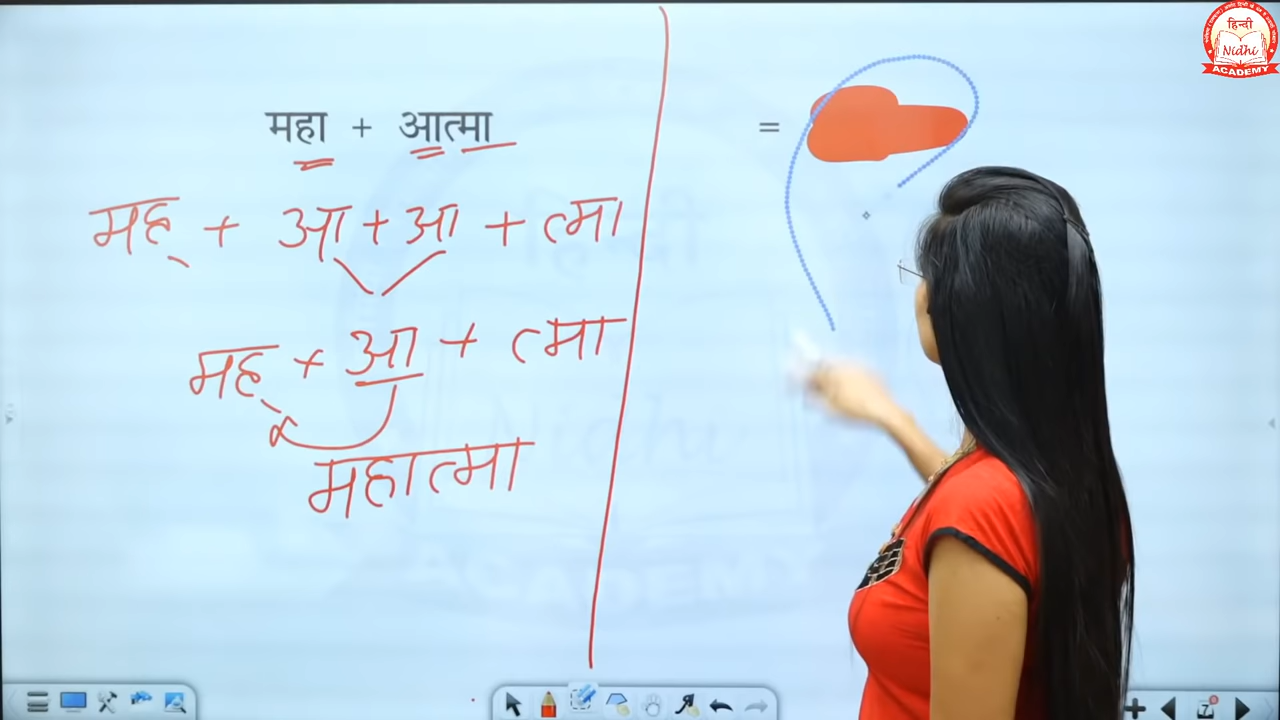 महा + आत्मा =
मह् + आ + आ + त्मा
मह् + आ + त्मा
महात्मा
हिन्दी
Nidhi
ACADEMY